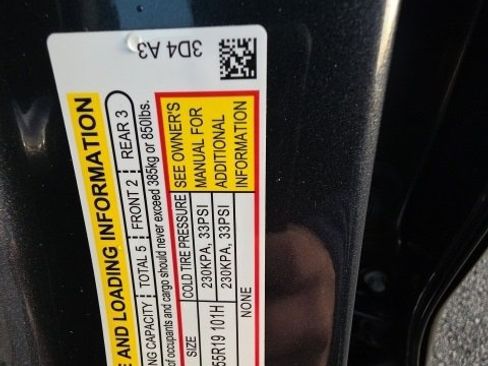 3D4 A3
E AND LOADING INFORMATION
NG CAPACITY TOTAL 5 FRONT 2 REAR 3
of occupants and cargo should never exceed 385kg or 850lbs.
SIZE COLD TIRE PRESSURE SEE OWNER'S
230KPA, 33PSI MANUAL FOR
55R19 101H 230KPA, 33PSI ADDITIONAL
NONE INFORMATION